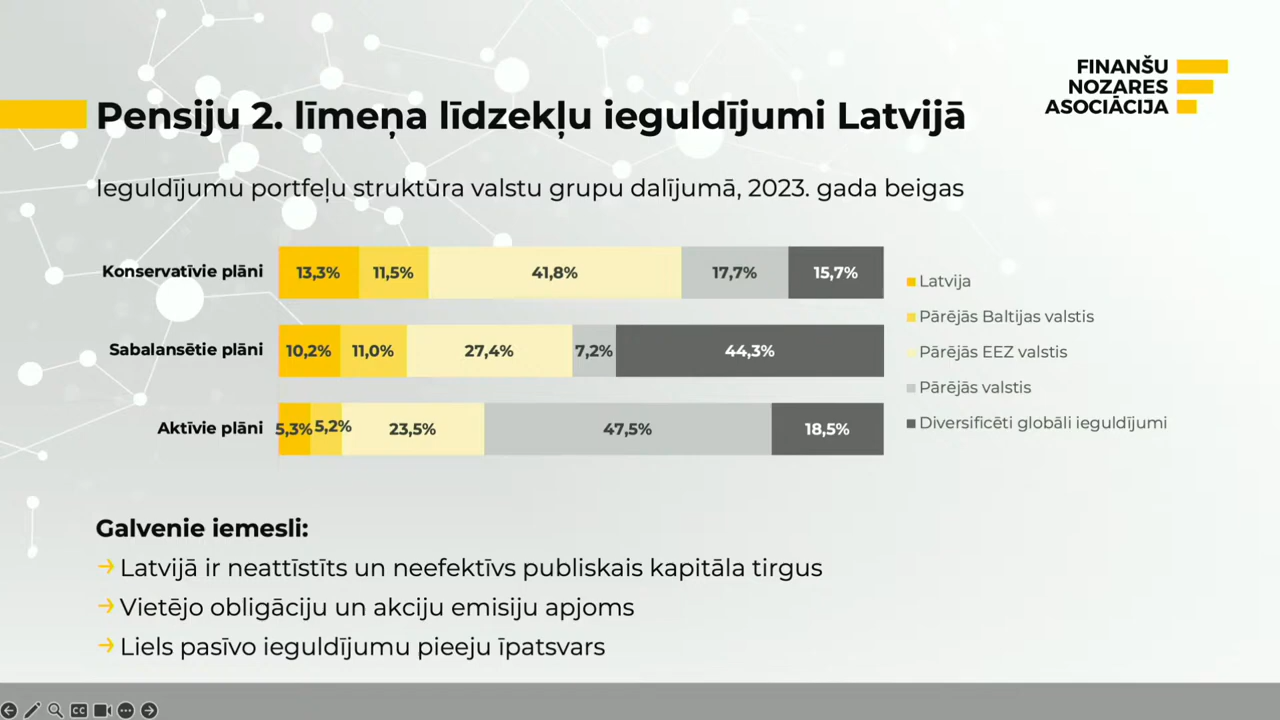 FINANŠU
NOZARES
ASOCIĀCIJA
Pensiju 2. līmeņa līdzekļu ieguldījumi Latvijā
Ieguldījumu portfeļu struktūra valstu grupu dalījumā, 2023. gada beigas
Konservatīvie plāni 13,3% 11,5% 41,8% 17,7% 15,7%
Sabalansētie plāni 10,2% 11,0% 27,4% 7,2% 44,3%
Aktīvie plāni 5,3% 5,2% 23,5% 47,5% 18,5%
Latvija
Pārējās Baltijas valstis
Pārējās EEZ valstis
Pārējās valstis
Diversificēti globāli ieguldījumi
Galvenie iemesli:
Latvijā ir neattīstīts un neefektīvs publiskais kapitāla tirgus
Vietējo obligāciju un akciju emisiju apjoms
Liels pasīvo ieguldījumu pieeju īpatsvars
CC